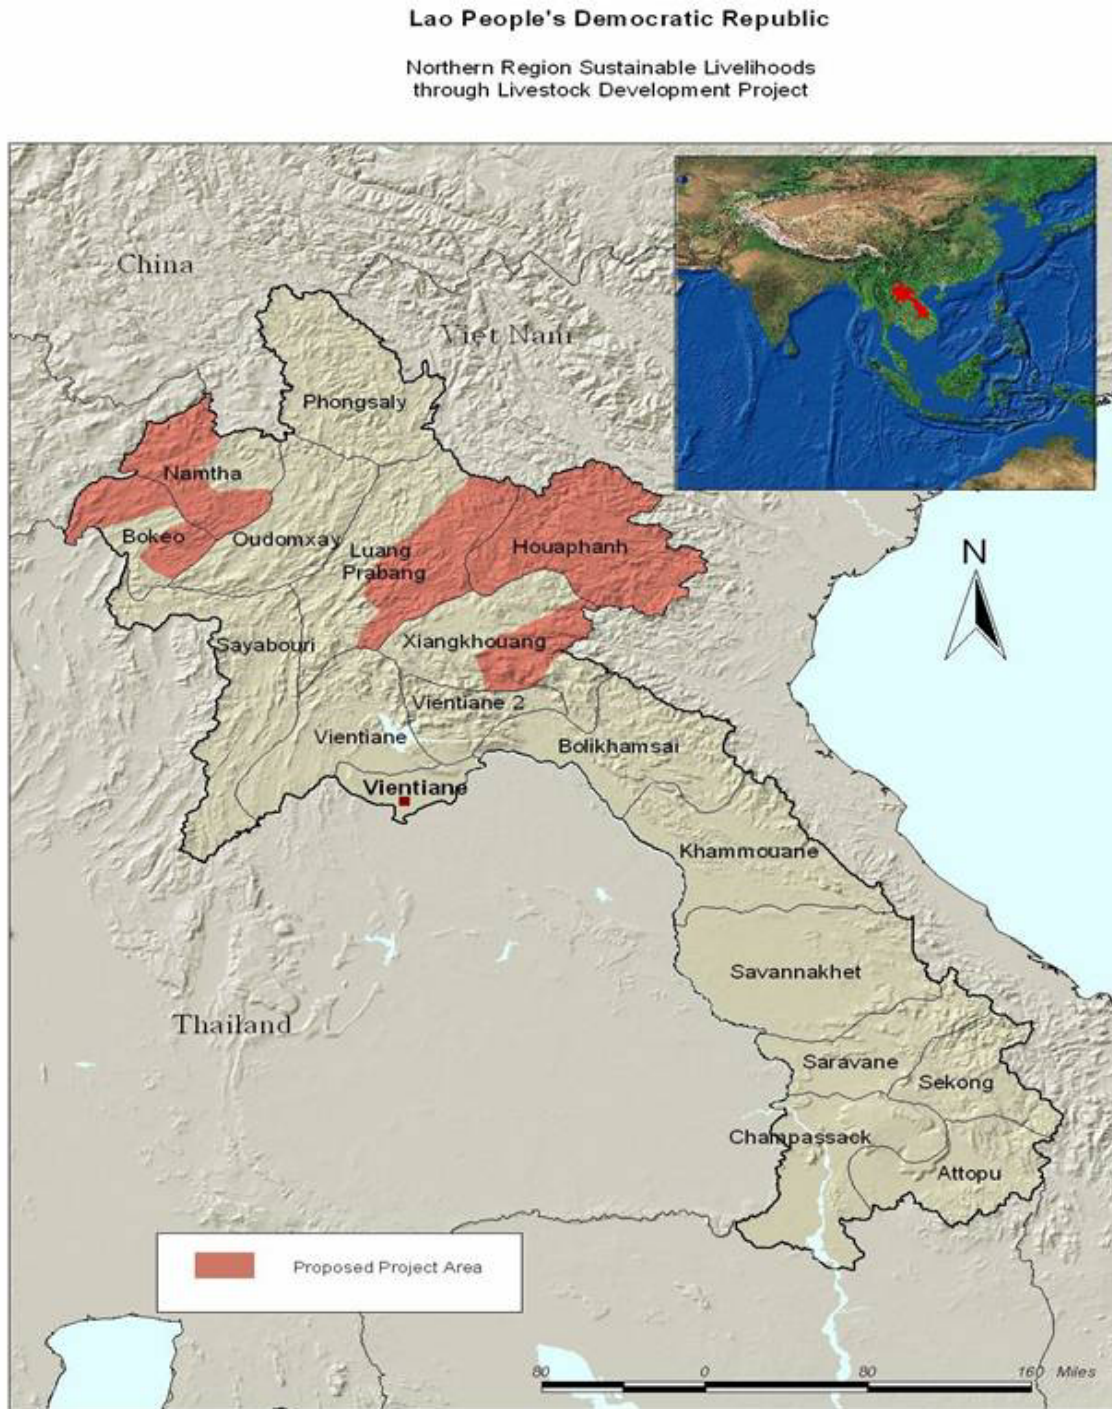 Lao People's Democratic Republic
Northern Region Sustainable Livelihoods
through Livestock Development Project
China
Viet Nam
Phongsaly
Namtha
Bokeo
Oudomxay
Luang
Prabang
Houaphanh
N
Sayabouri
Xiangkhouang
Vientiane 2
Vientiane
Bolikhamsai
Vientiane
Khammouane
Savannakhet
Thailand
Saravane
Sekong
Champassack
Attopu
Proposed Project Area
80 0 80 160 Miles